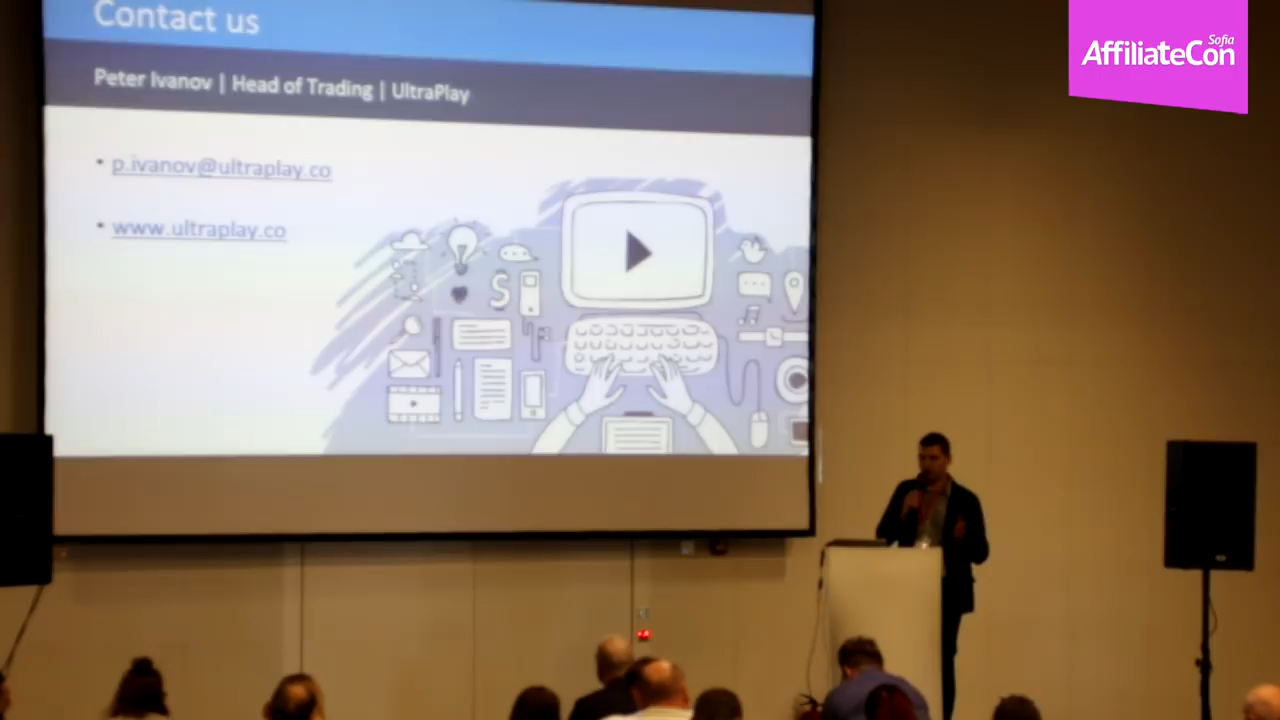 Contact us
Peter Ivanov | Head of Trading | UltraPlay
• p.ivanov@ultraplay.co
• www.ultraplay.co
Sofia
AffiliateCon